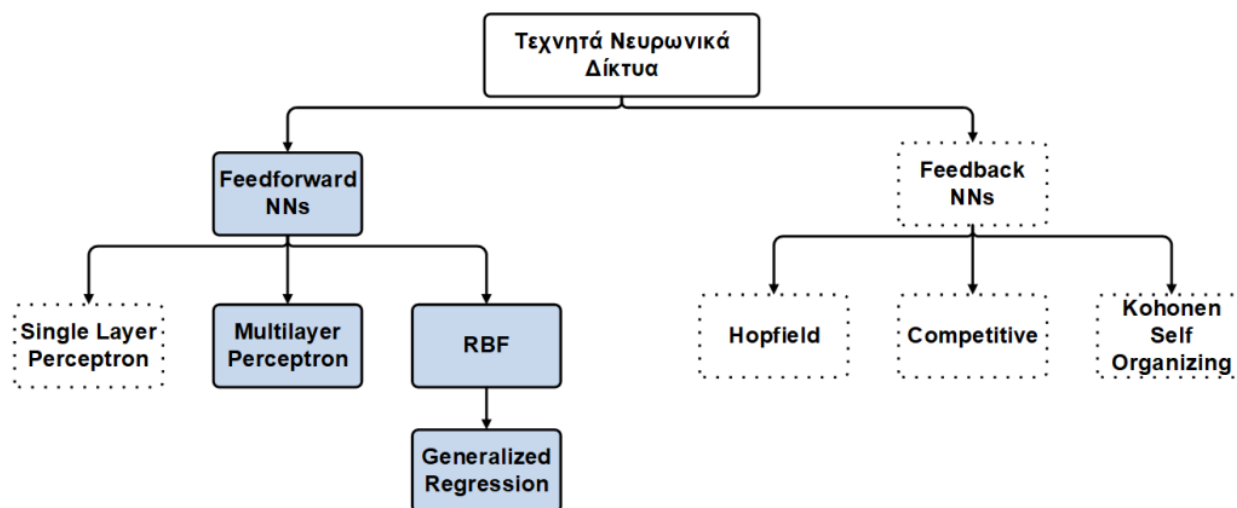 Τεχνητά Νευρωνικά
Δίκτυα
Feedforward
NNs
Feedback
NNs
Single Layer
Perceptron
Multilayer
Perceptron
RBF
Hopfield
Competitive
Kohonen
Self
Organizing
Generalized
Regression